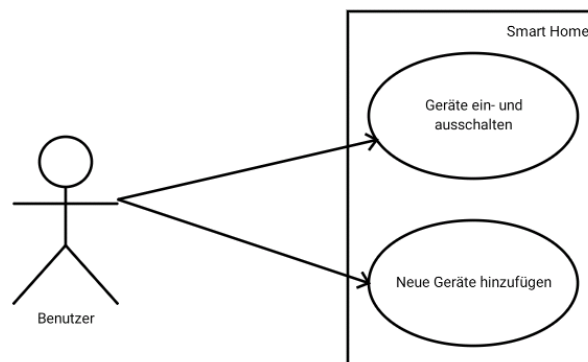 Smart Home
Geräte ein- und
ausschalten
Neue Geräte hinzufügen
Benutzer